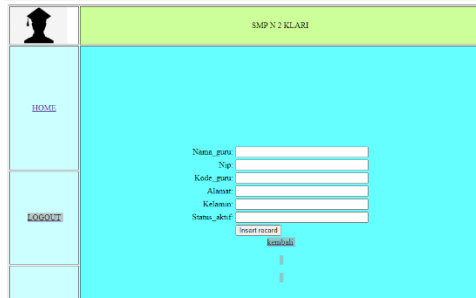 SMP N 2 KLARI
HOME
Nama_guru:
Nip:
Kode_guru:
Alamat:
Kelamin:
Status_aktif:
Insert record
kembali
LOGOUT